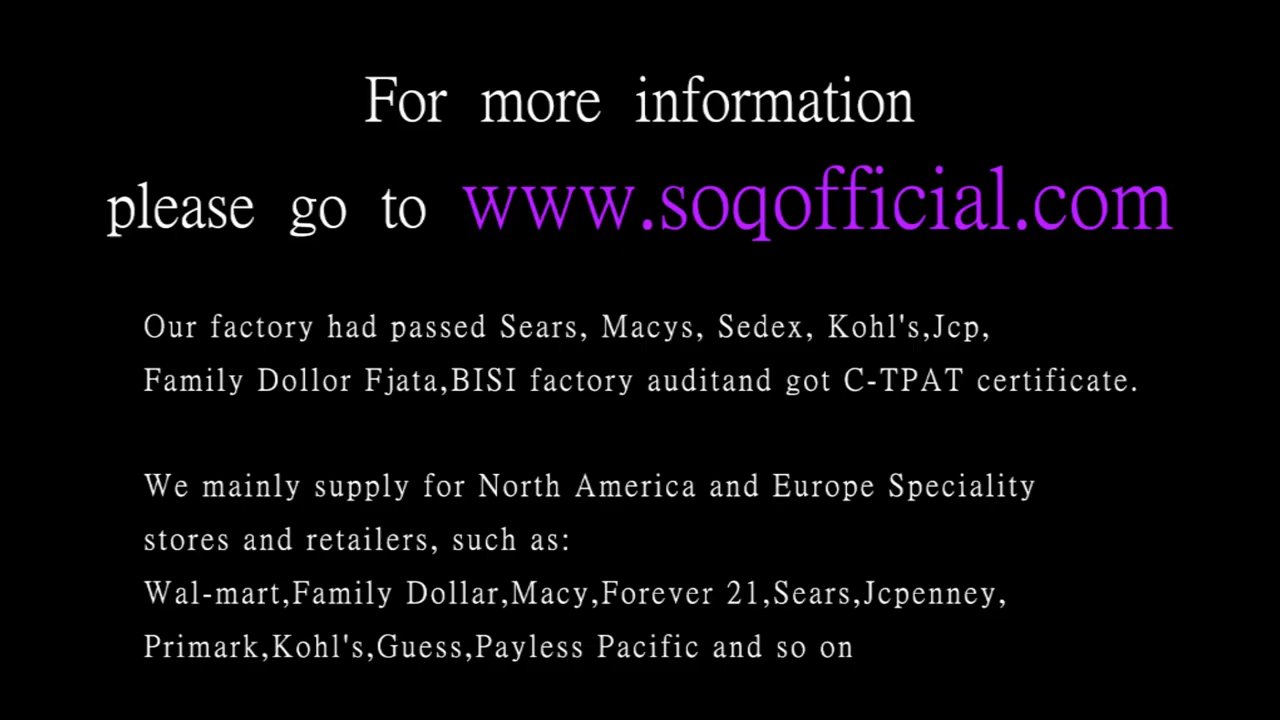 For more information
please go to www.soqofficial.com
Our factory had passed Sears, Macys, Sedex, Kohl's,Jcp,
Family Dollor Fjata,BISI factory auditand got C-TPAT certificate.
We mainly supply for North America and Europe Speciality
stores and retailers, such as:
Wal-mart,Family Dollar,Macy,Forever 21,Sears,Jcpenney,
Primark,Kohl's,Guess,Payless Pacific and so on